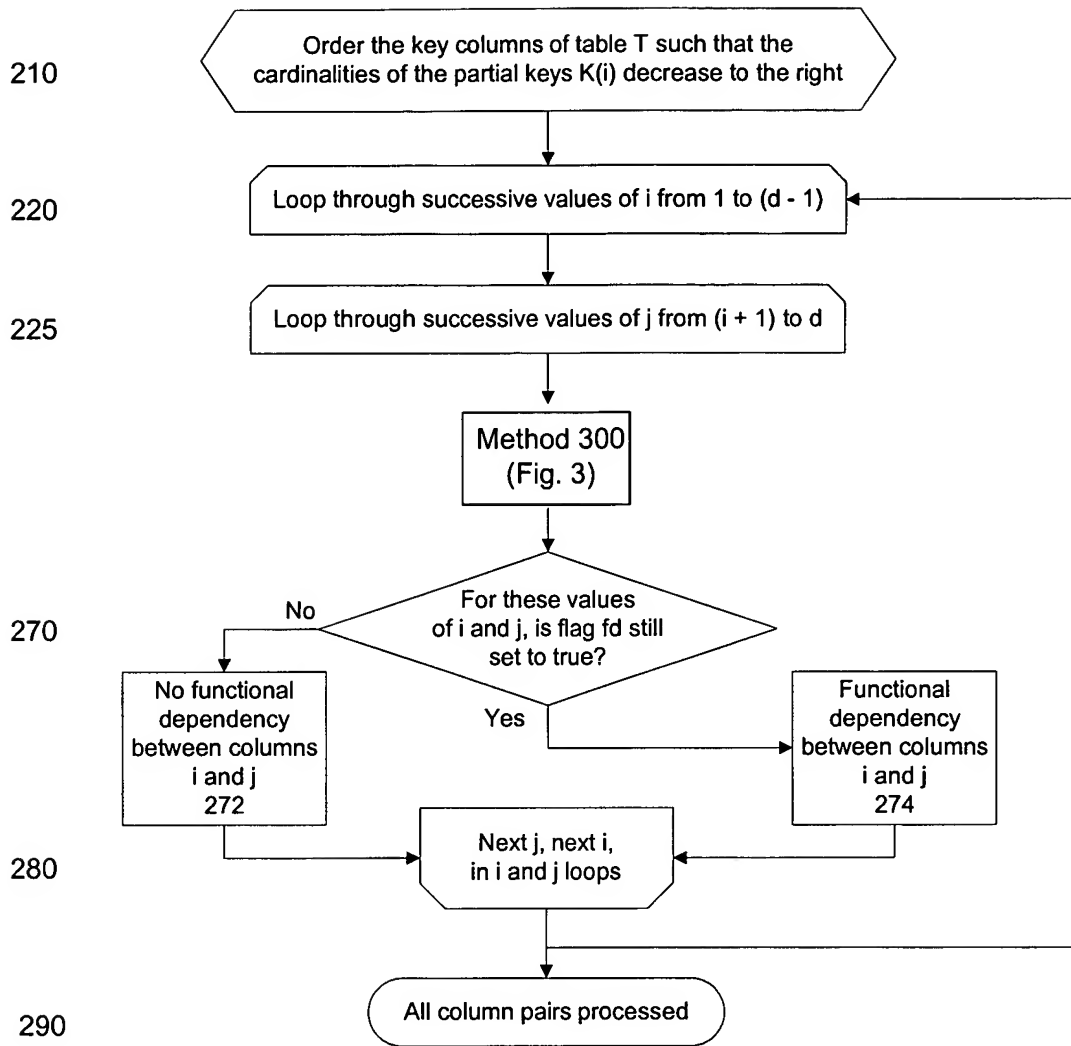 210
Order the key columns of table T such that the
cardinalities of the partial keys K(i) decrease to the right
220
Loop through successive values of i from 1 to (d - 1)
225
Loop through successive values of j from (i + 1) to d
Method 300
(Fig. 3)
270
No
For these values
of i and j, is flag fd still
set to true?
Yes
No functional
dependency
between columns
i and j
272
Functional
dependency
between columns
i and j
274
280
Next j, next i,
in i and j loops
290
All column pairs processed